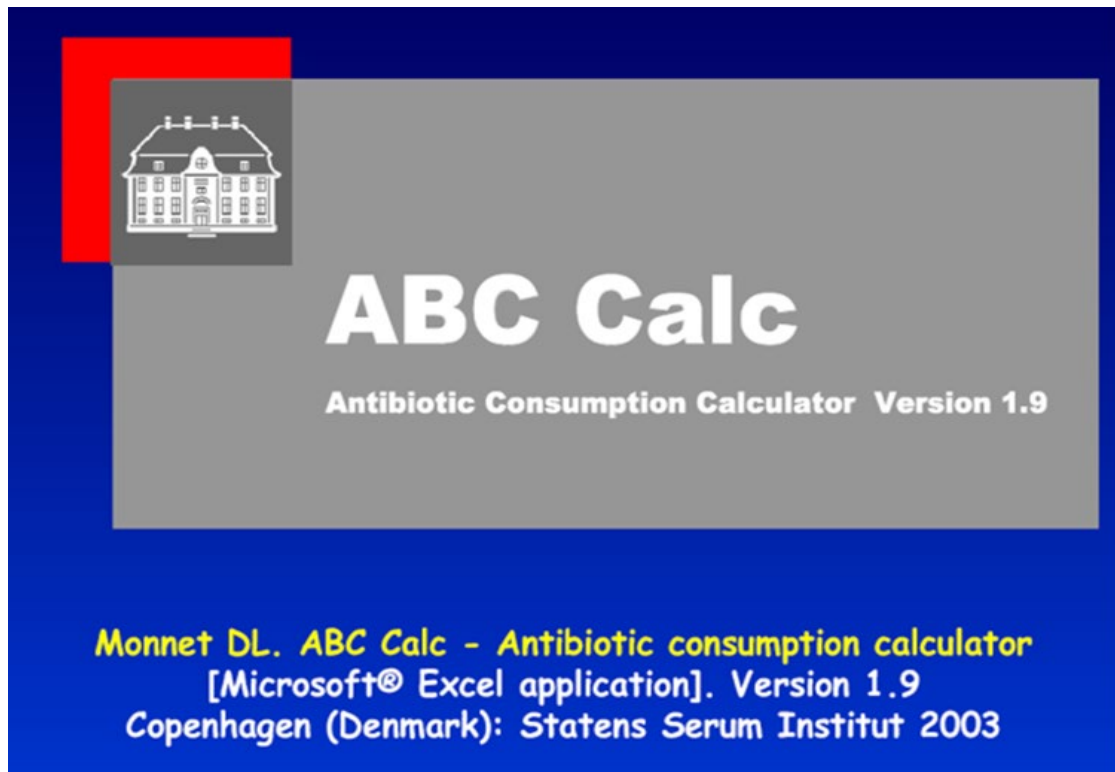 ABC Calc
Antibiotic Consumption Calculator Version 1.9
Monnet DL. ABC Calc - Antibiotic consumption calculator
[Microsoft® Excel application]. Version 1.9
Copenhagen (Denmark): Statens Serum Institut 2003